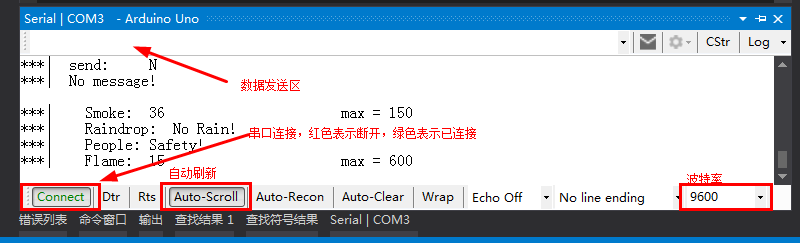 Serial | COM3 - Arduino Uno
CStr Log
*** | send: N
*** | No message!
数据发送区
*** | Smoke: 36 max = 150
*** | Raindrop: No Rain!
串口连接，红色表示断开，绿色表示已连接
*** | People: Safety!
*** | Flame: 15 max = 600
自动刷新
波特率
Connect Dtr Rts Auto-Scroll Auto-Recon Auto-Clear Wrap Echo Off No line ending 9600
错误列表 命令窗口 输出 查找结果 1 查找符号结果 Serial | COM3